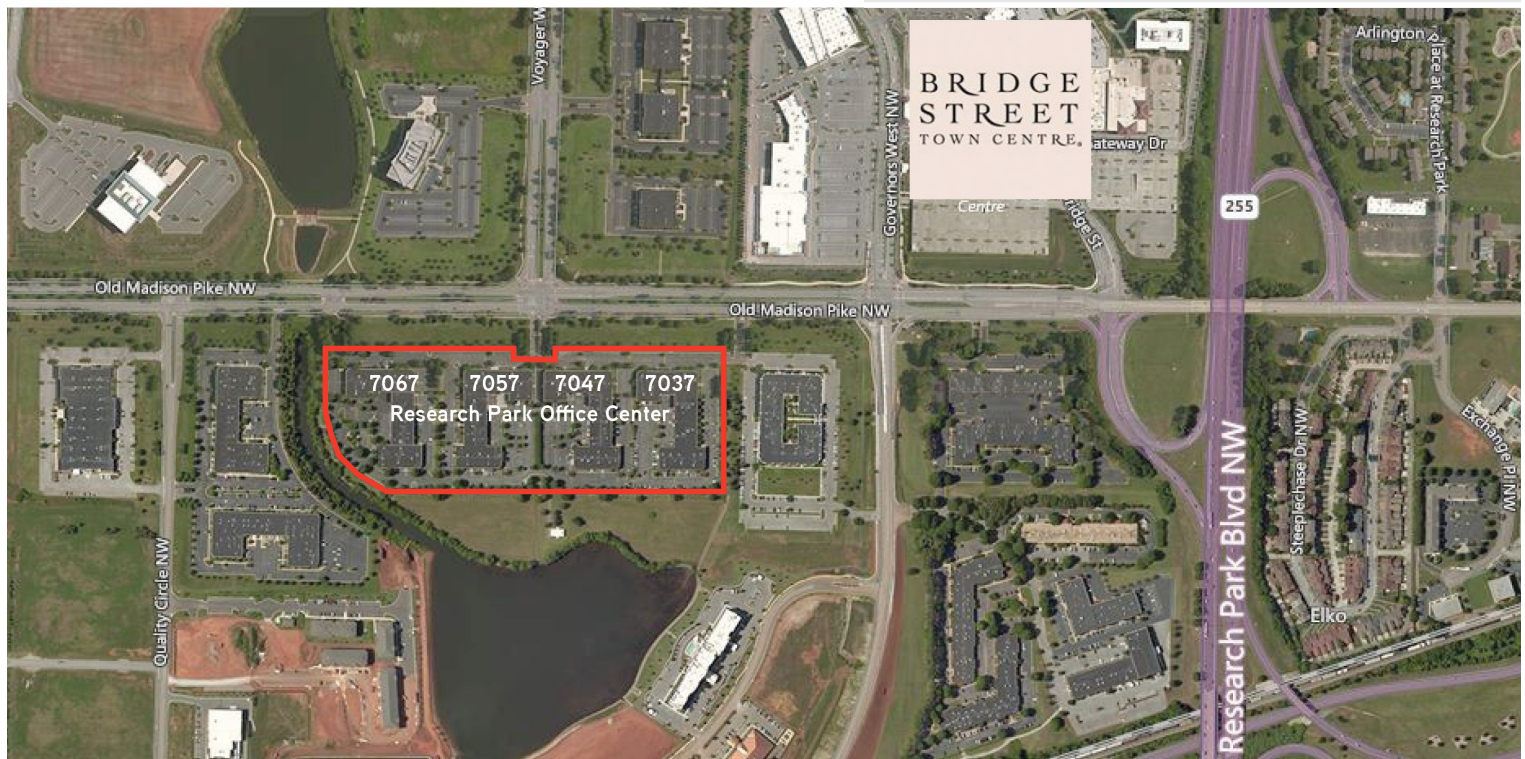 Voyager W
Governors West NW
BRIDGE
STREET
TOWN CENTRE®
Centre
ateway Dr
ridge St
255
Arlington
Place at Research Park
Old Madison Pike NW
Old Madison Pike NW
7067 7057 7047 7037
Research Park Office Center
Quality Circle NW
Research Park Blvd NW
Steeplechase Dr NW
Exchange Pl NW
Elko